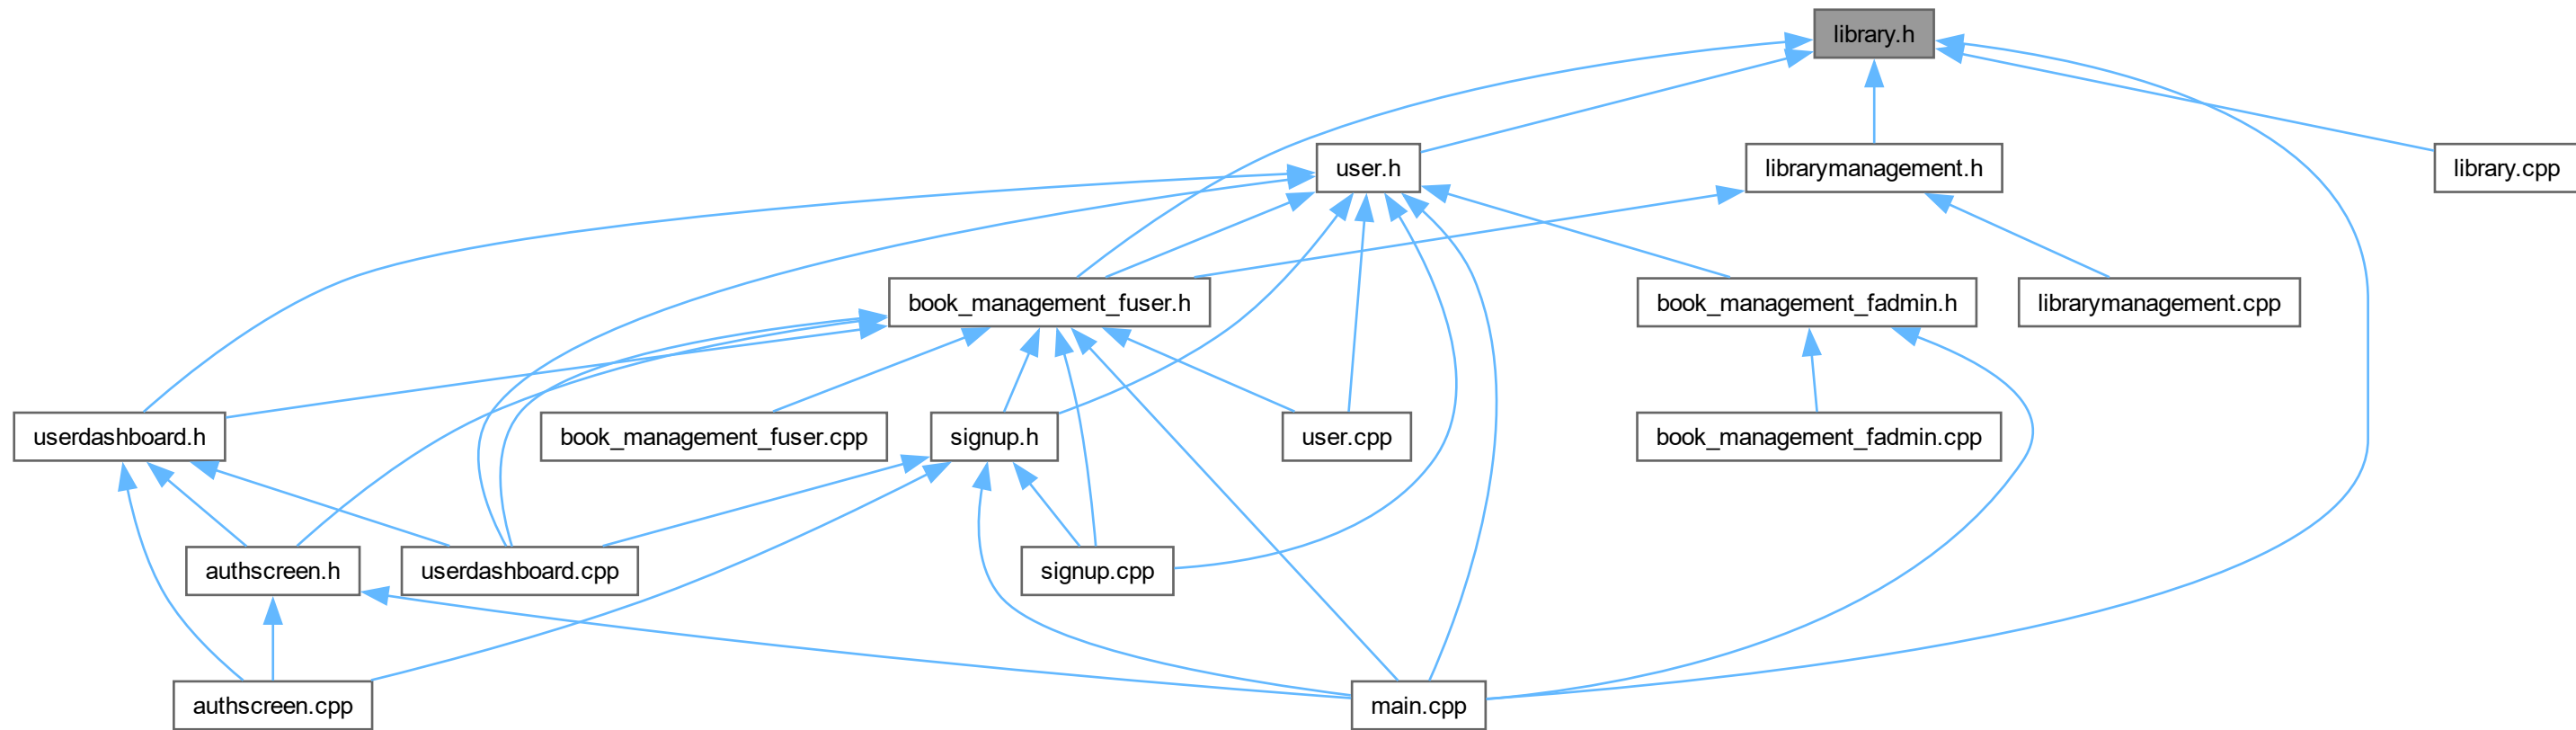 library.h
user.h
librarymanagement.h
library.cpp
book_management_fuser.h
book_management_fadmin.h
librarymanagement.cpp
userdashboard.h
book_management_fuser.cpp
signup.h
user.cpp
book_management_fadmin.cpp
authscreen.h
userdashboard.cpp
signup.cpp
authscreen.cpp
main.cpp